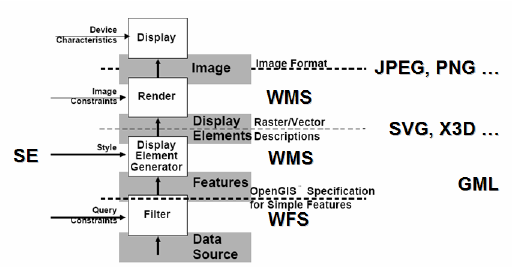 Device
Characteristics
Display
Image
Image Format
JPEG, PNG ...
Image
Constraints
Render
WMS
Display
Elements
Raster/Vector
Descriptions
SVG, X3D ...
SE
Style
Display
Element
Generator
WMS
Features
OpenGIS™ Specification
for Simple Features
GML
Query
Constraints
Filter
WFS
Data
Source